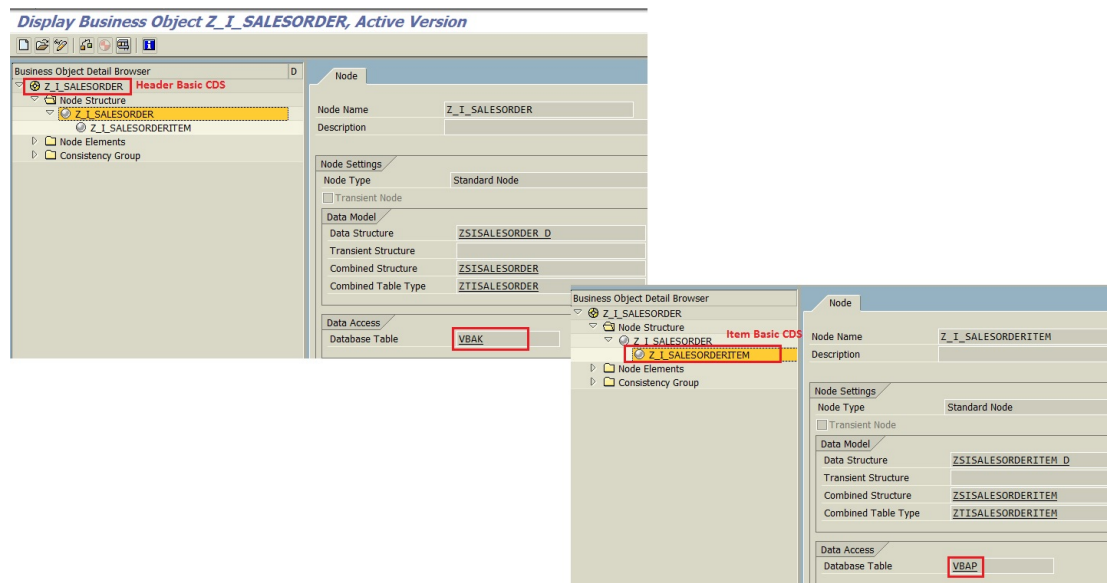 Display Business Object Z_I_SALESORDER, Active Version
Business Object Detail Browser D
Z_I_SALESORDER Header Basic CDS
Node Structure
Z_I_SALESORDER
Z_I_SALESORDERITEM
Node Elements
Consistency Group
Node
Node Name Z_I_SALESORDER
Description
Node Settings
Node Type Standard Node
Transient Node
Data Model
Data Structure ZSISALESORDER_D
Transient Structure
Combined Structure ZSISALESORDER
Combined Table Type ZTISALESORDER
Data Access
Database Table VBAK
Business Object Detail Browser
Z_I_SALESORDER
Node Structure
Item Basic CDS
Z_I_SALESORDER
Z_I_SALESORDERITEM
Node Elements
Consistency Group
Node
Node Name Z_I_SALESORDERITEM
Description
Node Settings
Node Type Standard Node
Transient Node
Data Model
Data Structure ZSISALESORDERITEM_D
Transient Structure
Combined Structure ZSISALESORDERITEM
Combined Table Type ZTISALESORDERITEM
Data Access
Database Table VBAP